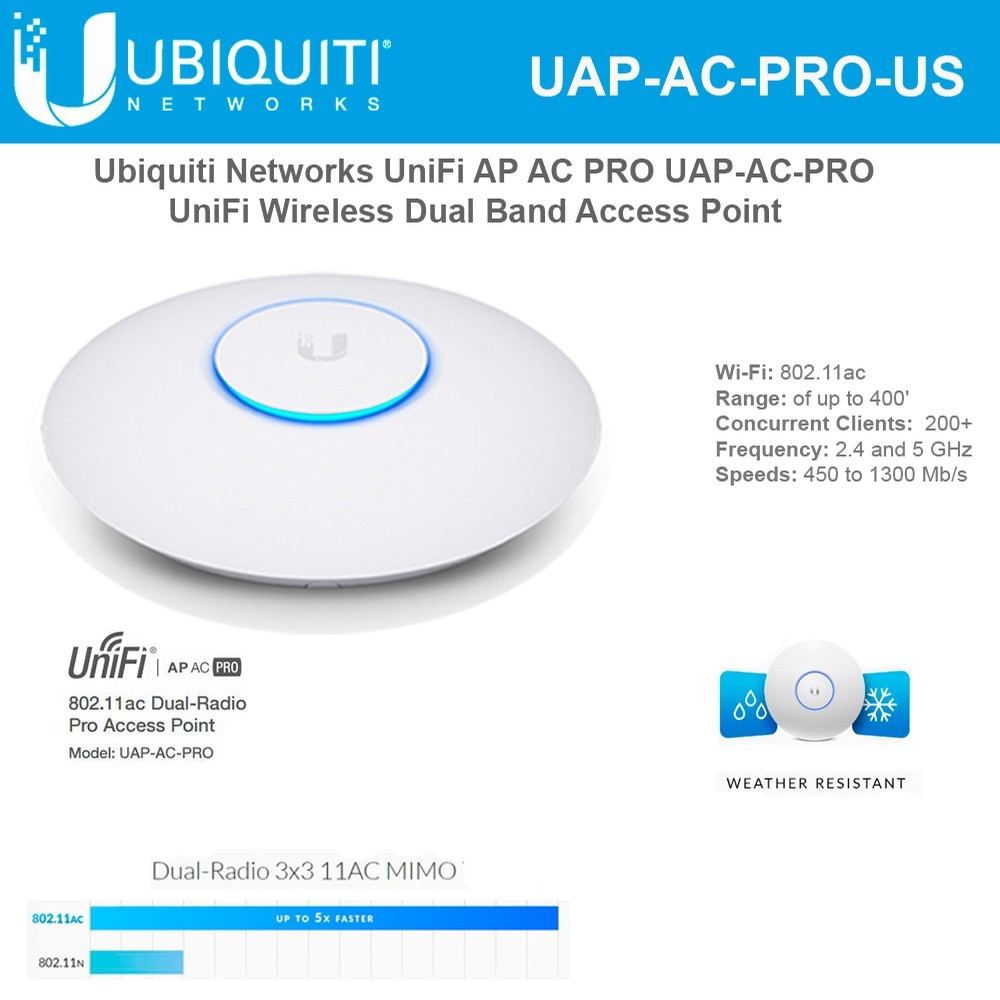 UBIQUITI®
NETWORKS
UAP-AC-PRO-US
Ubiquiti Networks UniFi AP AC PRO UAP-AC-PRO
UniFi Wireless Dual Band Access Point
Wi-Fi: 802.11ac
Range: of up to 400'
Concurrent Clients: 200+
Frequency: 2.4 and 5 GHz
Speeds: 450 to 1300 Mb/s
UniFi® | AP AC PRO
802.11ac Dual-Radio
Pro Access Point
Model: UAP-AC-PRO
WEATHER RESISTANT
Dual-Radio 3x3 11AC MIMO
802.11AC
UP TO 5X FASTER
802.11N